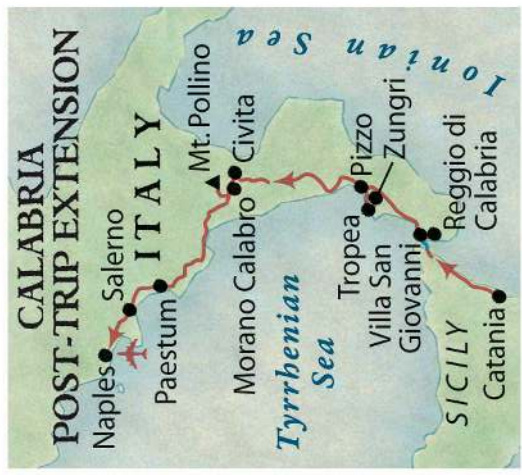 CALABRIA
POST-TRIP EXTENSION
Naples
Salerno
ITALY
Paestum
Mt. Pollino
Civita
Morano Calabro
Ionian Sea
Tyrrhenian
Sea
Pizzo
Zungri
Tropea
Villa San
Giovanni
Reggio di
Calabria
SICILY
Catania